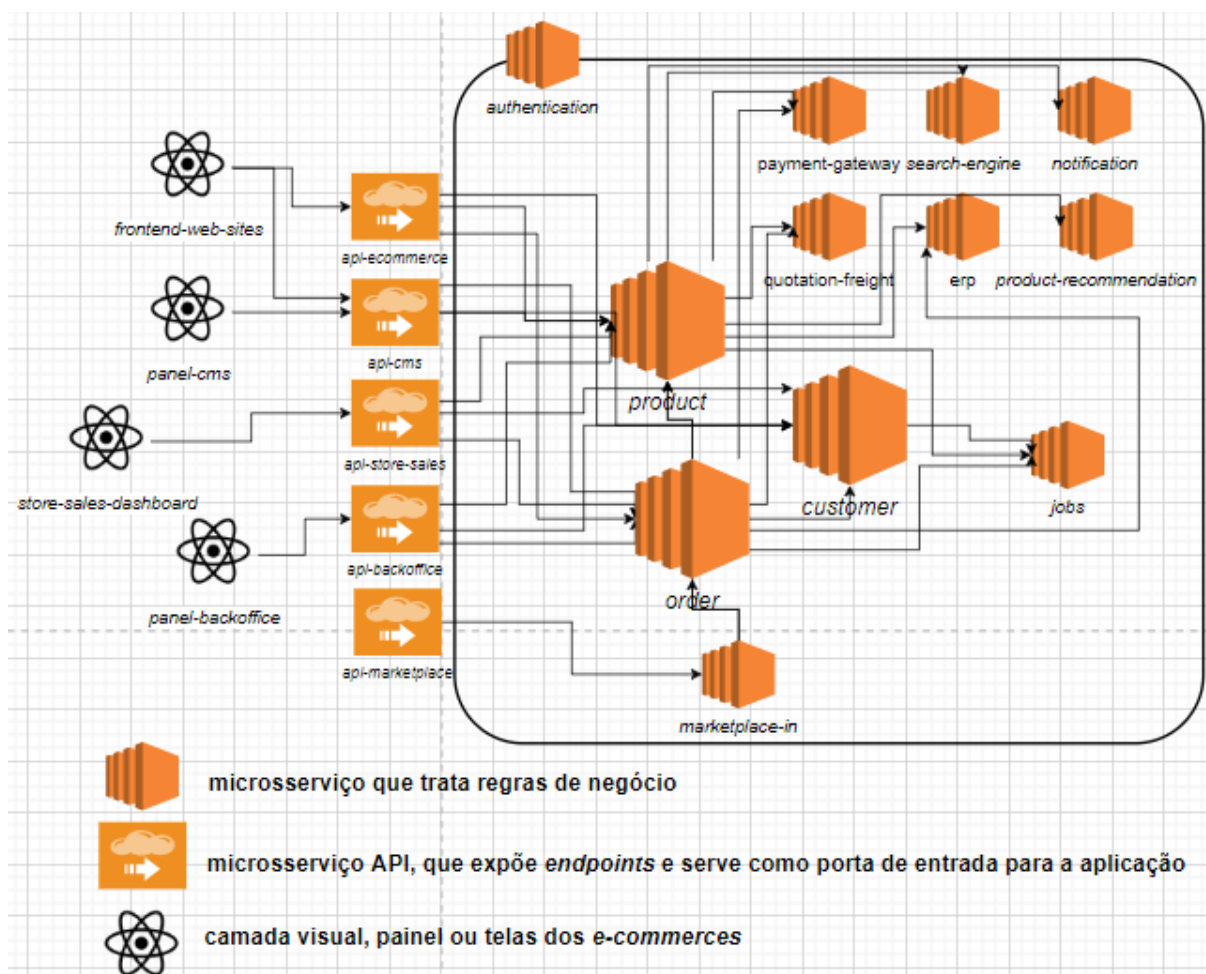 authentication
payment-gateway
search-engine
notification
frontend-web-sites
api-ecommerce
quotation-freight
erp
product-recommendation
panel-cms
api-cms
product
store-sales-dashboard
api-store-sales
customer
jobs
panel-backoffice
api-backoffice
order
api-marketplace
marketplace-in
microsserviço que trata regras de negócio
microsserviço API, que expõe endpoints e serve como porta de entrada para a aplicação
camada visual, painel ou telas dos e-commerces